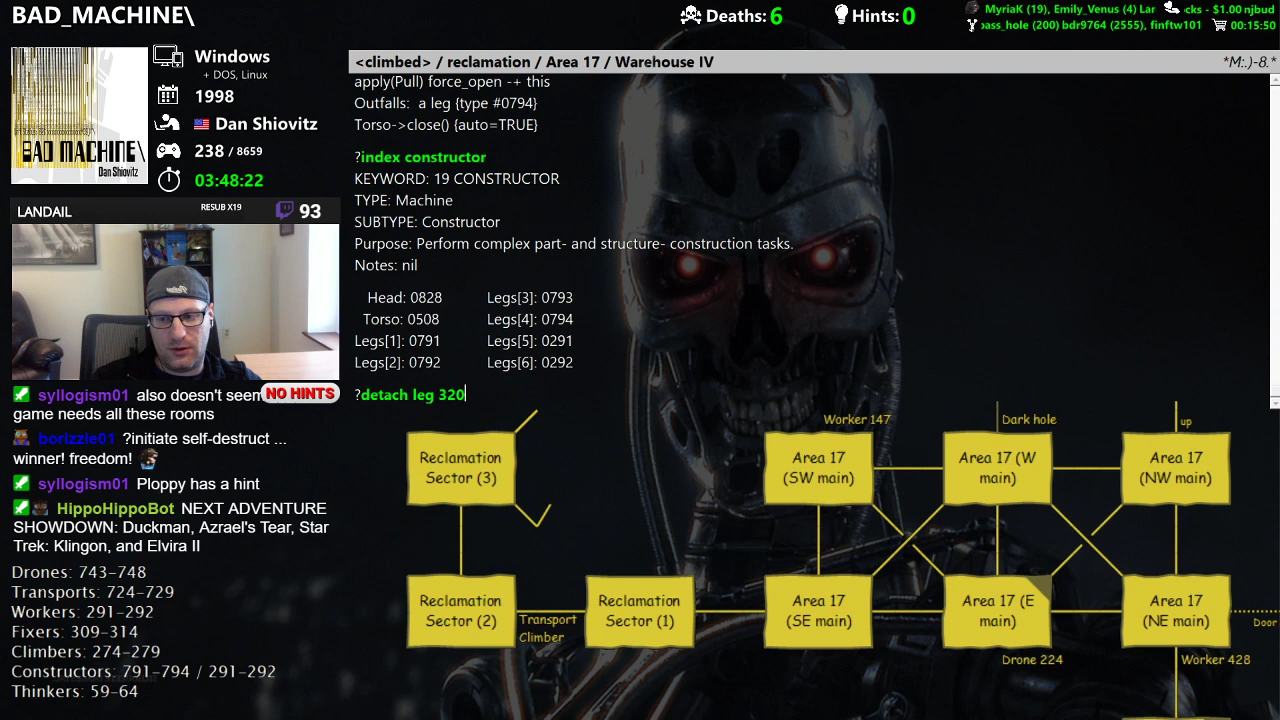 BAD_MACHINE\
Deaths: 6
Hints: 0
MyriaK (19), Emily_Venus (4) Lar
cks - $1.00 njbud
bdr9764 (2555), finftw101
00:15:50
Windows
+ DOS, Linux
1998
Dan Shiovitz
238 / 8659
03:48:22
BAD MACHINE\
Dan Shiovitz
LANDAIL
RESUB X19
93
<climbed> / reclamation / Area 17 / Warehouse IV
*M:.)-8.*
apply(Pull) force_open -+ this
Outfalls: a leg {type #0794}
Torso->close() {auto=TRUE}
?index constructor
KEYWORD: 19 CONSTRUCTOR
TYPE: Machine
SUBTYPE: Constructor
Purpose: Perform complex part- and structure- construction tasks.
Notes: nil
Head: 0828 Legs[3]: 0793
Torso: 0508 Legs[4]: 0794
Legs[1]: 0791 Legs[5]: 0291
Legs[2]: 0792 Legs[6]: 0292
?detach leg 320
NO HINTS
syllogism01 also doesn't seem
game needs all these rooms
borizzle01 ?initiate self-destruct ...
winner! freedom!
syllogism01 Ploppy has a hint
HippoHippoBot NEXT ADVENTURE
SHOWDOWN: Duckman, Azrael's Tear, Star
Trek: Klingon, and Elvira II
Drones: 743-748
Transports: 724-729
Workers: 291-292
Fixers: 309-314
Climbers: 274-279
Constructors: 791-794 / 291-292
Thinkers: 59-64
Worker 147
Dark hole
up
Reclamation
Sector (3)
Area 17
(SW main)
Area 17 (W
main)
Area 17
(NW main)
Reclamation
Sector (2)
Transport
Climber
Reclamation
Sector (1)
Area 17
(SE main)
Area 17 (E
main)
Area 17
(NE main)
Door
Drone 224
Worker 428